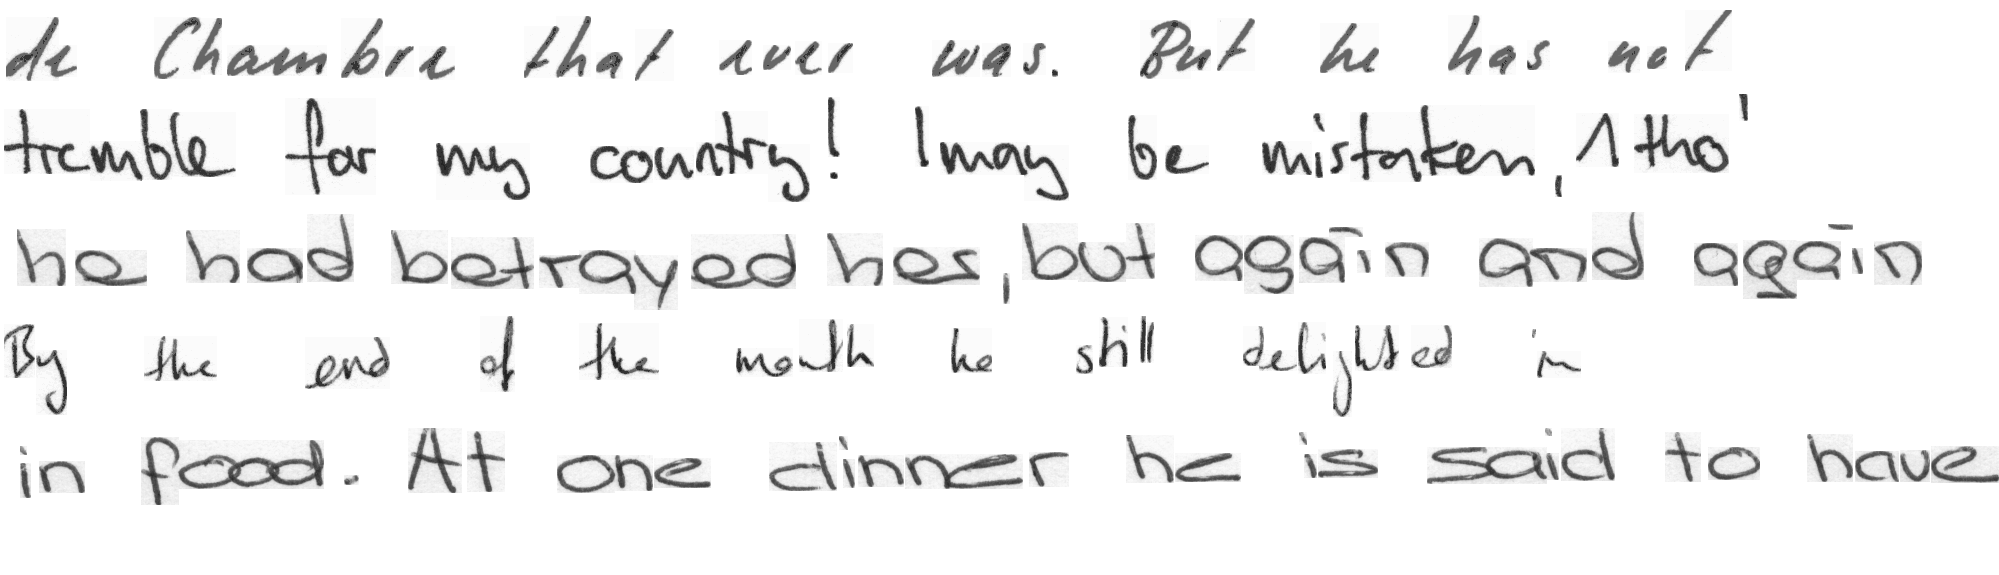 de Chambre that ever was. But he has not
tremble for my country! I may be mistaken, 1 tho'
he had betrayed her, but again and again
By the end of the month he still delighted in
in food. At one dinner he is said to have